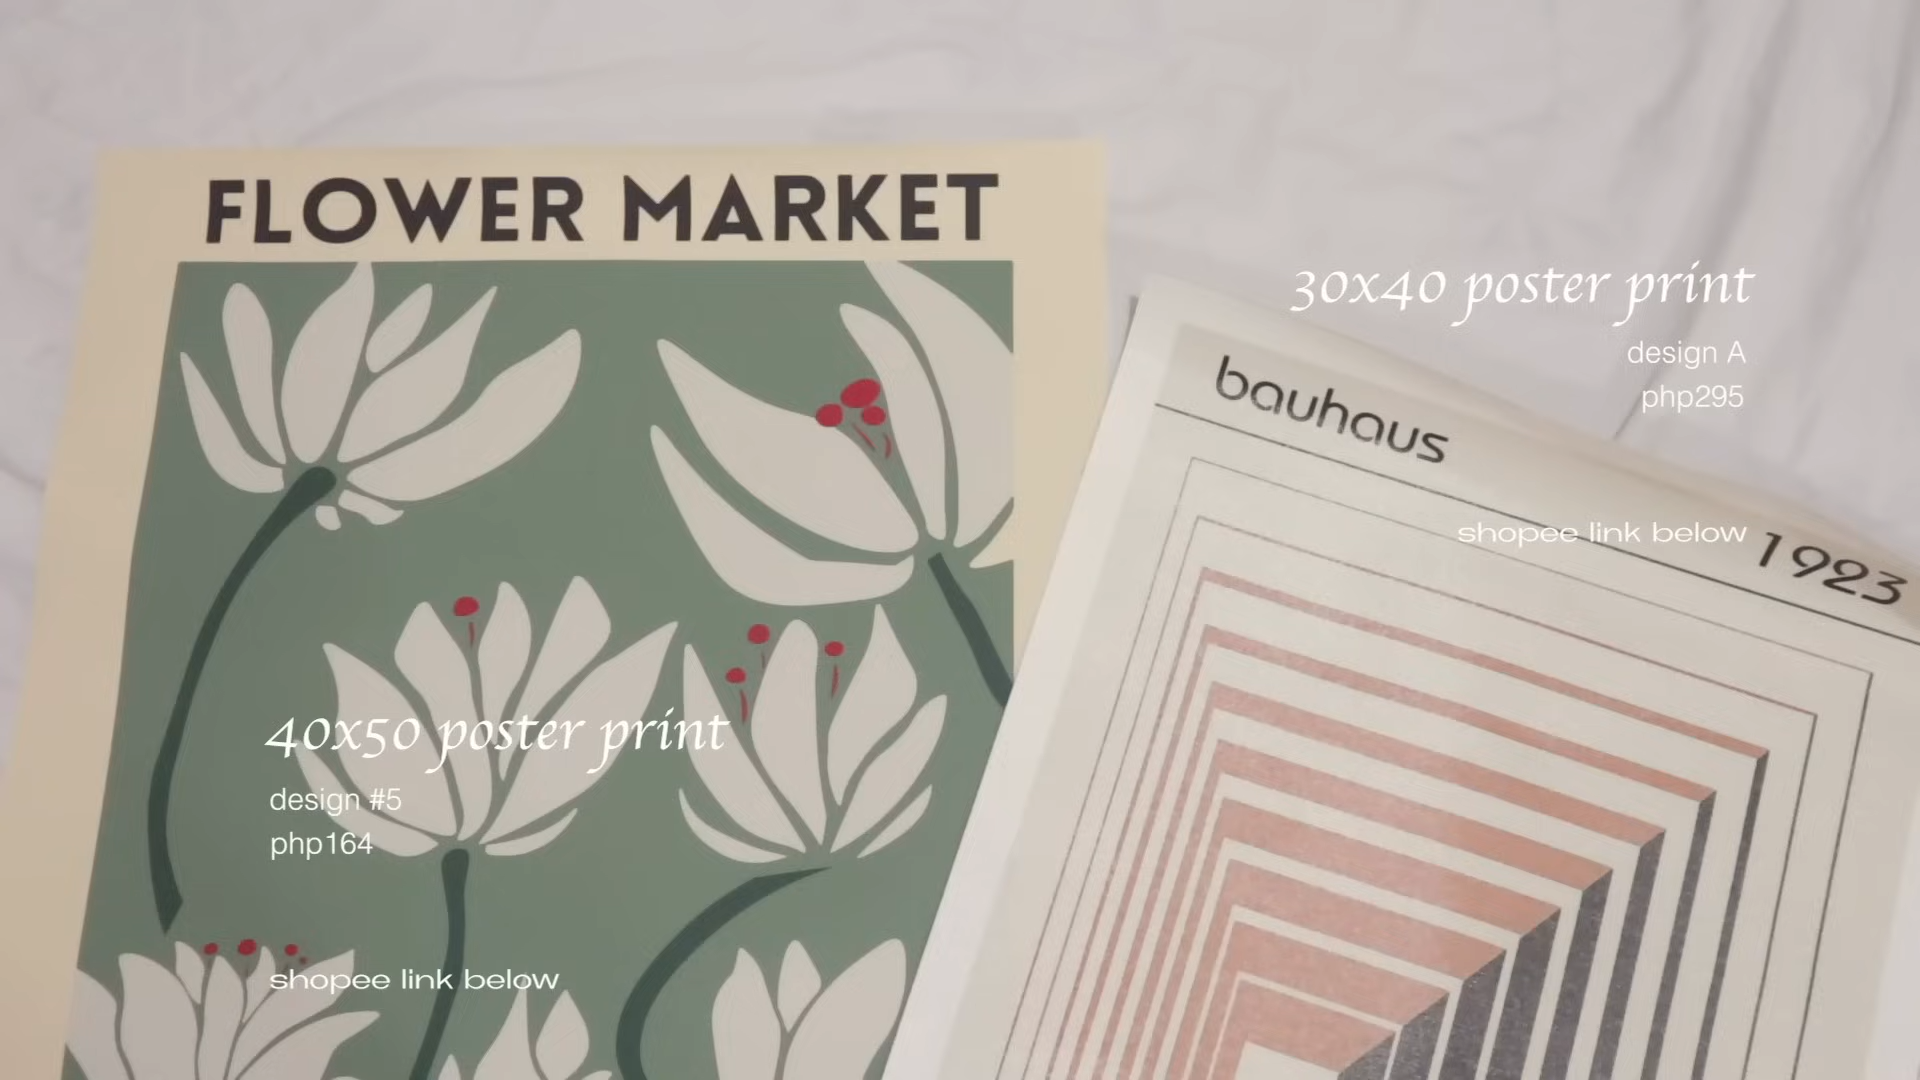 FLOWER MARKET
40x50 poster print
design #5
php164
shopee link below
30x40 poster print
design A
php295
bauhaus
shopee link below
1923